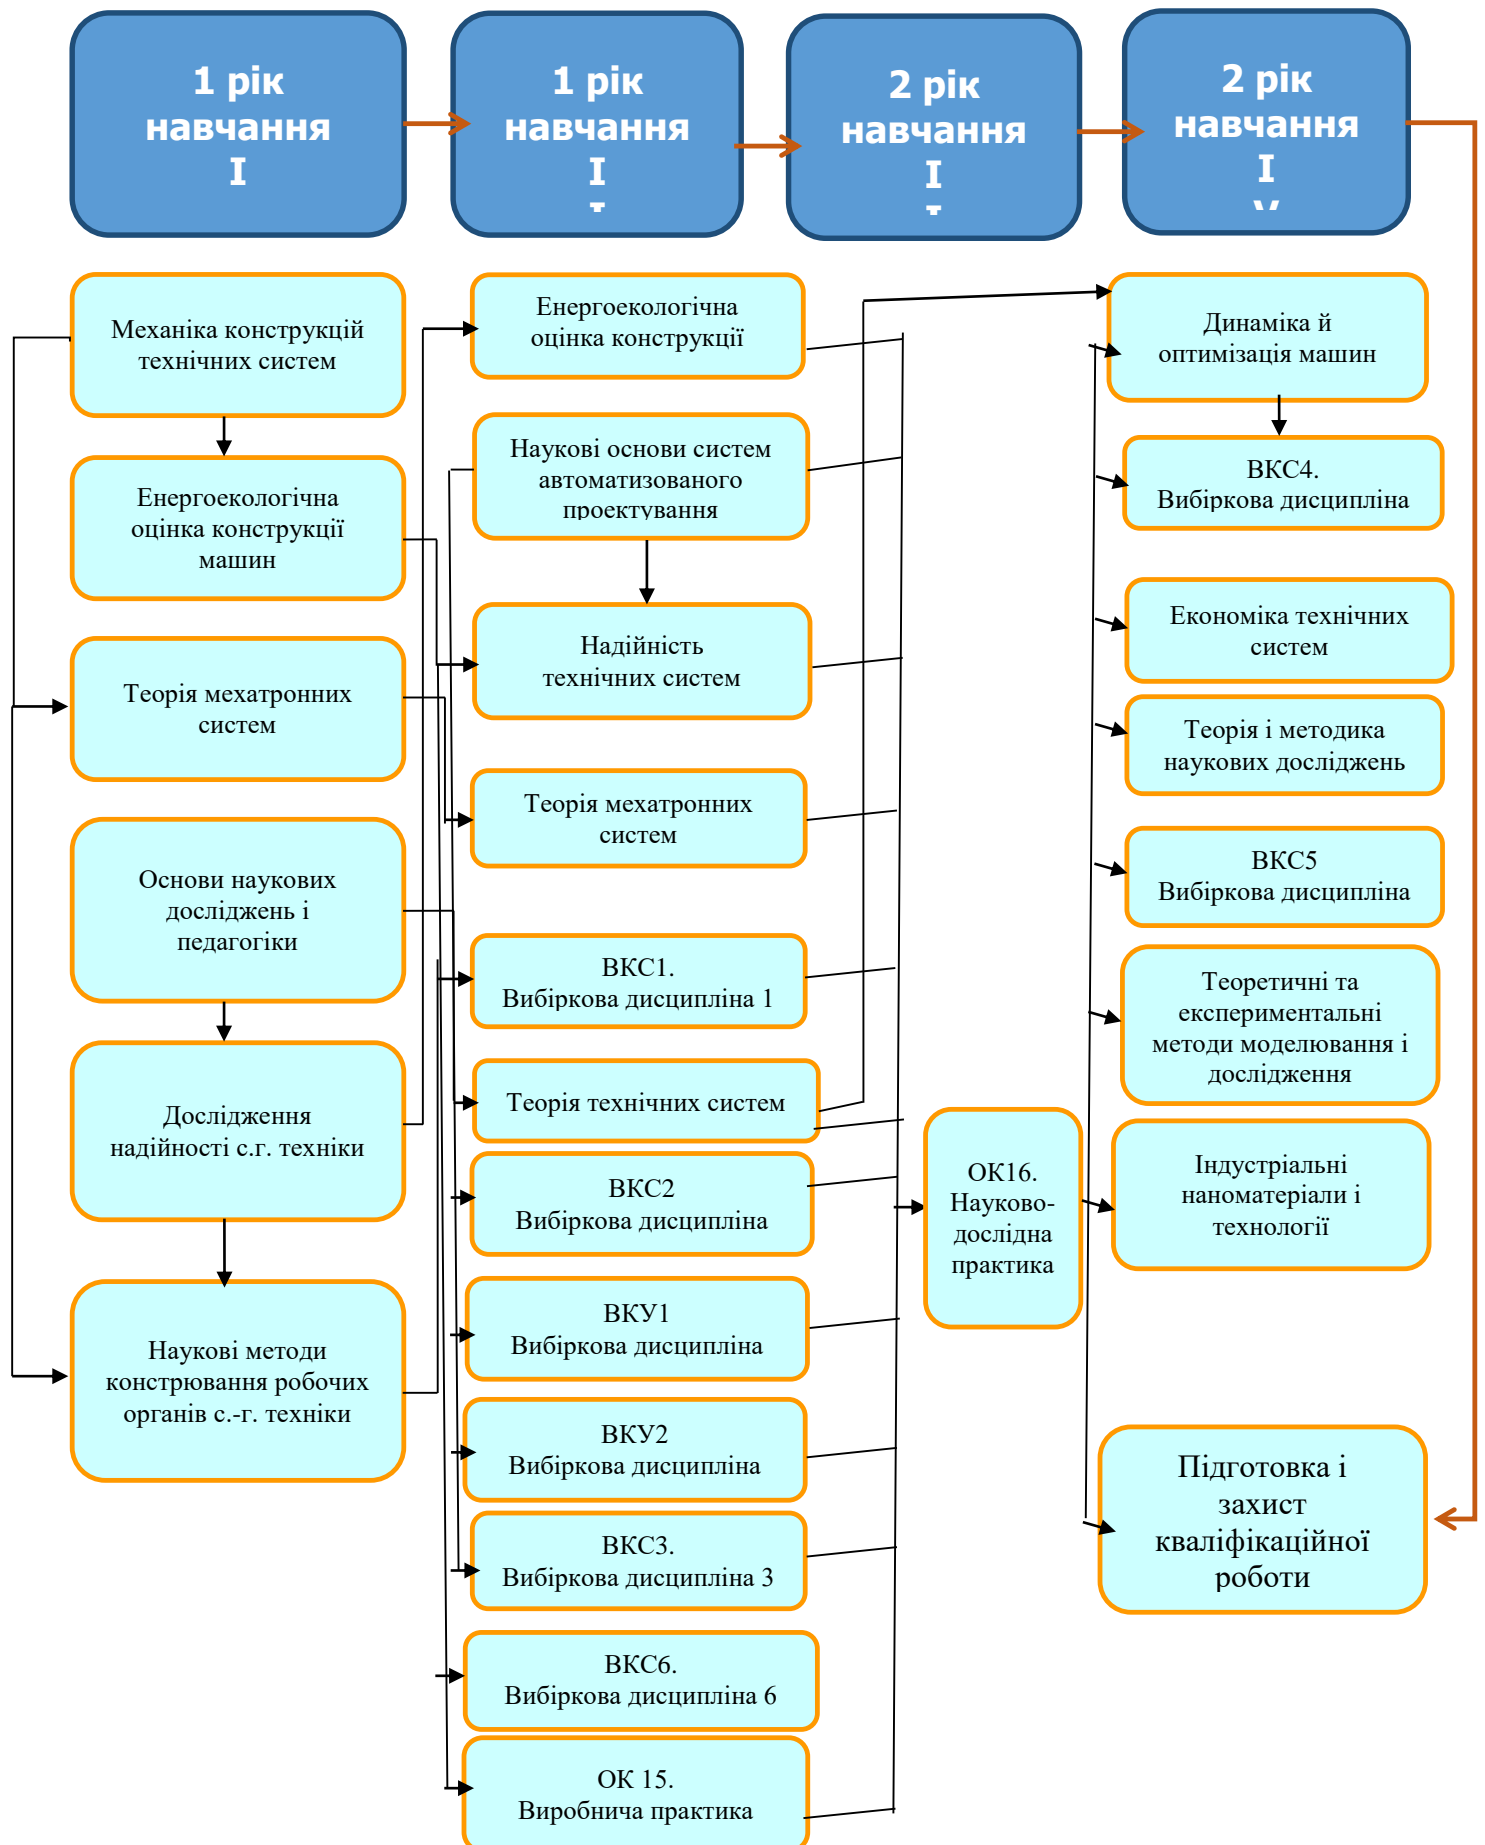 1 рік
навчання
I
1 рік
навчання
I
2 рік
навчання
I
2 рік
навчання
I
V
Механіка конструкцій
технічних систем
Енергоекологічна
оцінка конструкції
машин
Теорія мехатронних
систем
Основи наукових
досліджень і
педагогіки
Дослідження
надійності с.г. техніки
Наукові методи
констрювання робочих
органів с.-г. техніки
Енергоекологічна
оцінка конструкції
Наукові основи систем
автоматизованого
проектування
Надійність
технічних систем
Теорія мехатронних
систем
ВКС1.
Вибіркова дисципліна 1
Теорія технічних систем
ВКС2
Вибіркова дисципліна
ВКУ1
Вибіркова дисципліна
ВКУ2
Вибіркова дисципліна
ВКС3.
Вибіркова дисципліна 3
ВКС6.
Вибіркова дисципліна 6
ОК 15.
Виробнича практика
ОК16.
Науково-
дослідна
практика
Динаміка й
оптимізація машин
ВКС4.
Вибіркова дисципліна
Економіка технічних
систем
Теорія і методика
наукових досліджень
ВКС5
Вибіркова дисципліна
Теоретичні та
експериментальні
методи моделювання і
дослідження
Індустріальні
наноматеріали і
технології
Підготовка і
захист
кваліфікаційної
роботи